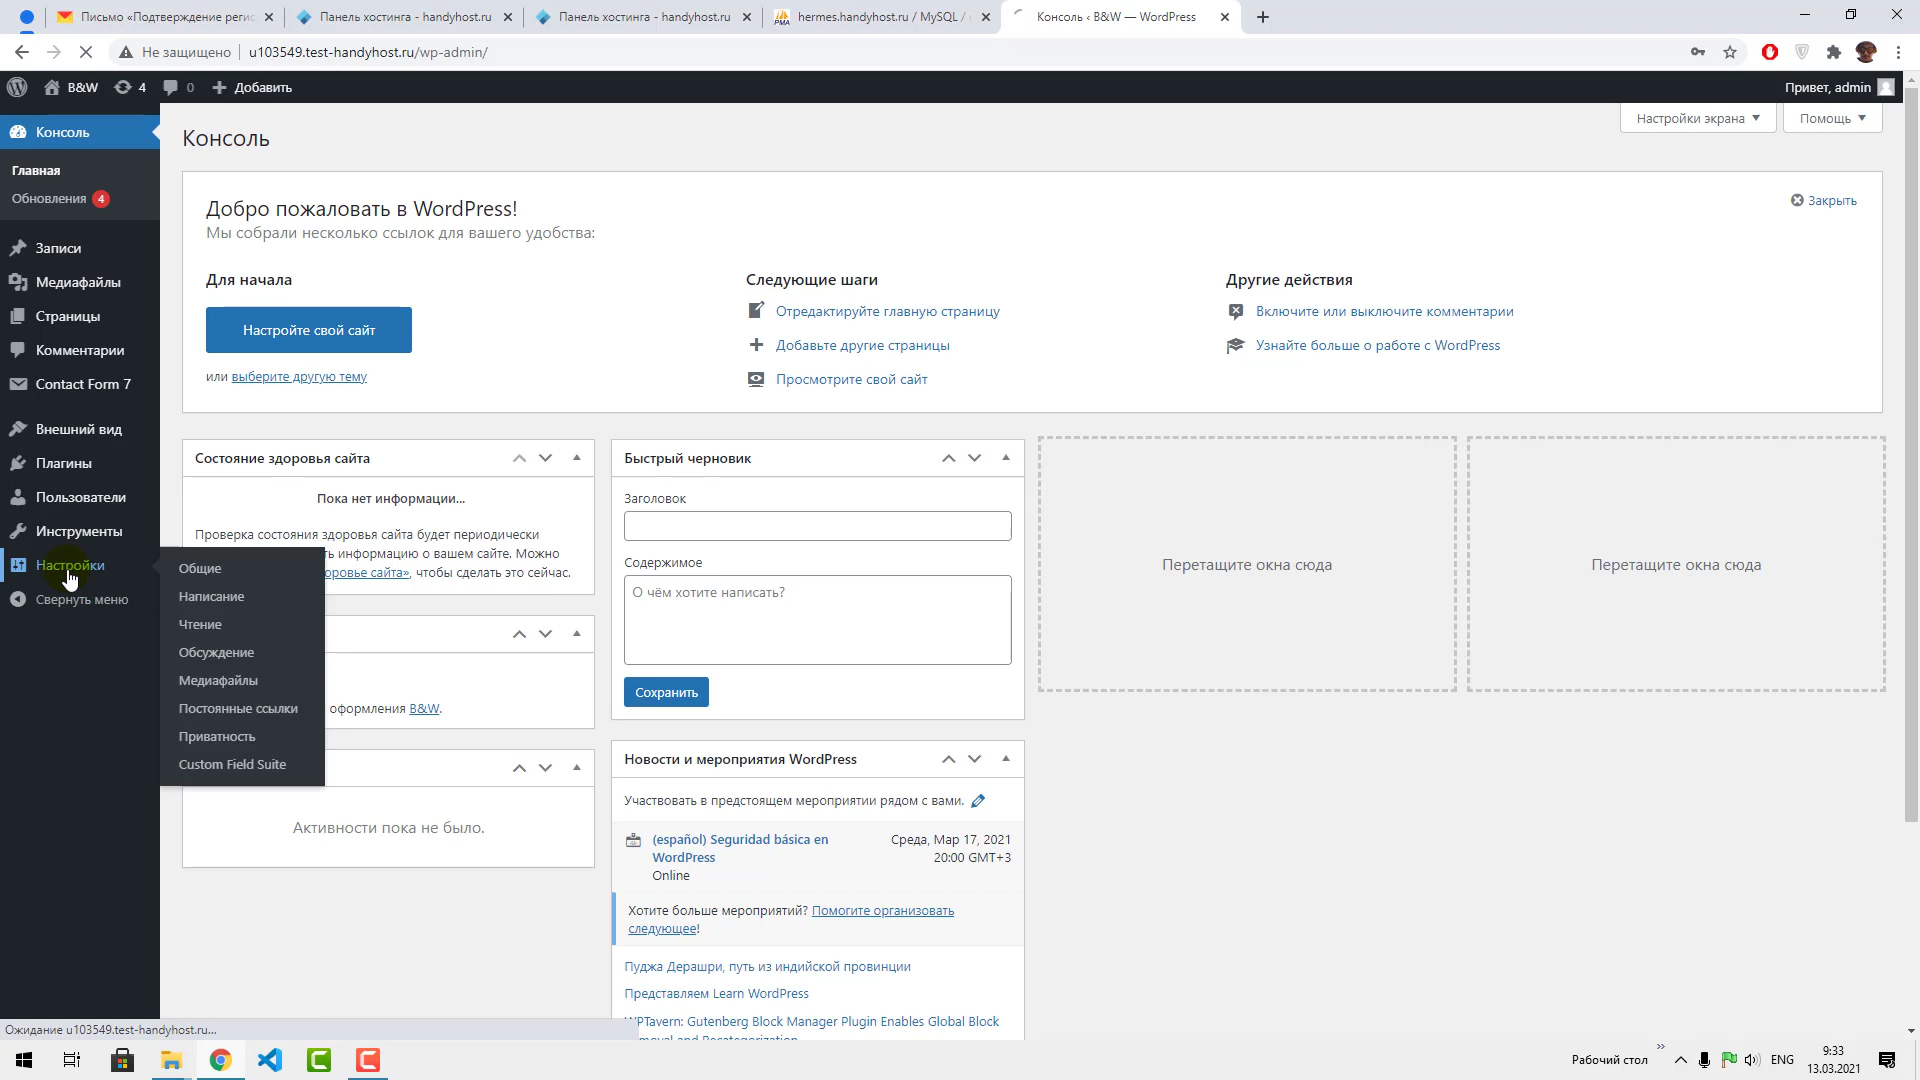 Письмо «Подтверждение реги
Панель хостинга - handyhost.ru
Панель хостинга - handyhost.ru
hermes.handyhost.ru / MySQL /
Консоль ‹ B&W — WordPress
Не защищено
u103549.test-handyhost.ru/wp-admin/
B&W
4
0
Добавить
Привет, admin
Консоль
Главная
Обновления 4
Записи
Медиафайлы
Страницы
Комментарии
Contact Form 7
Внешний вид
Плагины
Пользователи
Инструменты
Настройки
Свернуть меню
Общие
Написание
Чтение
Обсуждение
Медиафайлы
Постоянные ссылки
Приватность
Custom Field Suite
Консоль
Настройки экрана
Помощь
Добро пожаловать в WordPress!
Мы собрали несколько ссылок для вашего удобства:
Закрыть
Для начала
Настройте свой сайт
или выберите другую тему
Следующие шаги
Отредактируйте главную страницу
Добавьте другие страницы
Просмотрите свой сайт
Другие действия
Включите или выключите комментарии
Узнайте больше о работе с WordPress
Состояние здоровья сайта
Пока нет информации...
Проверка состояния здоровья сайта будет периодически
ть информацию о вашем сайте. Можно
оровье сайта», чтобы сделать это сейчас.
оформления B&W.
Активности пока не было.
Быстрый черновик
Заголовок
Содержимое
О чём хотите написать?
Сохранить
Новости и мероприятия WordPress
Участвовать в предстоящем мероприятии рядом с вами.
(español) Seguridad básica en
WordPress
Online
Среда, Мар 17, 2021
20:00 GMT+3
Хотите больше мероприятий? Помогите организовать
следующее!
Пуджа Дерашри, путь из индийской провинции
Представляем Learn WordPress
WPTavern: Gutenberg Block Manager Plugin Enables Global Block
Перетащите окна сюда
Перетащите окна сюда
Ожидание u103549.test-handyhost.ru...
Рабочий стол
ENG
9:33
13.03.2021